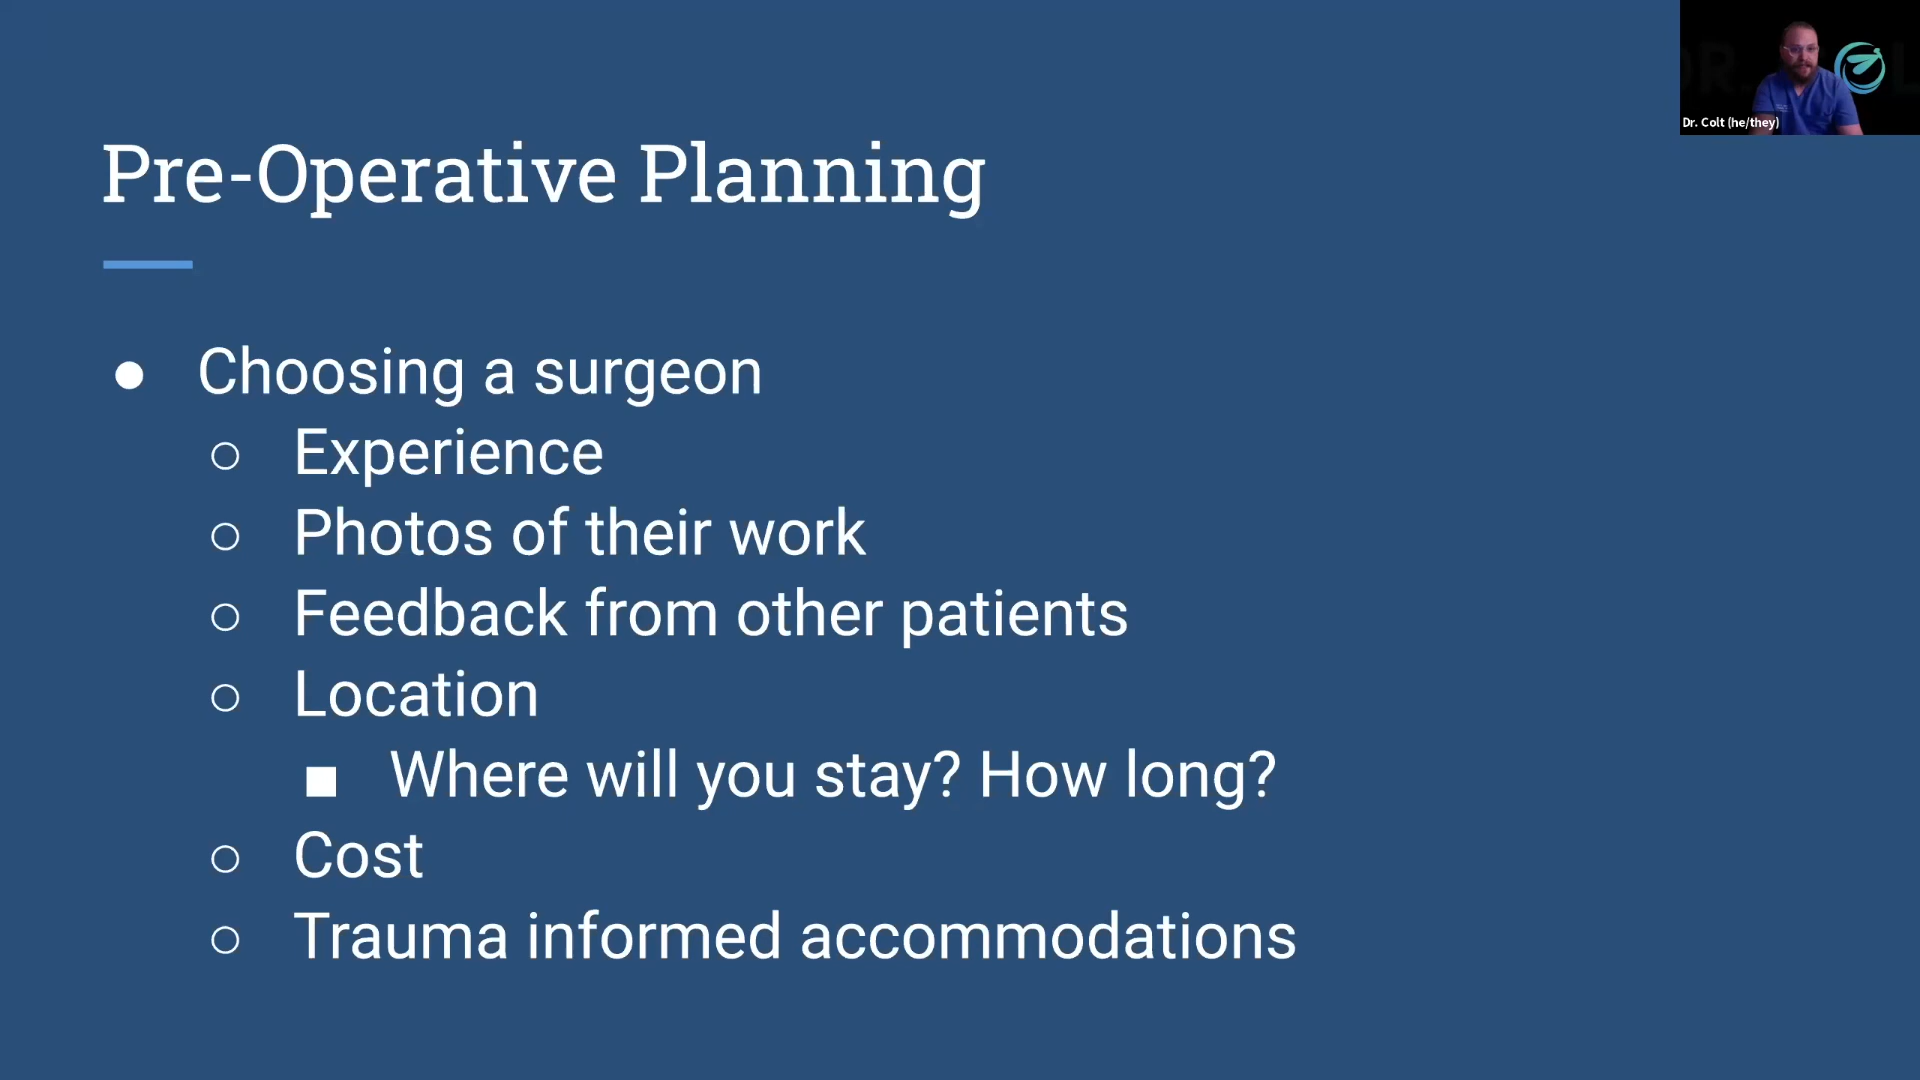 DR.
L
Dr. Colt (he/they)
Pre-Operative Planning
● Choosing a surgeon
○ Experience
○ Photos of their work
○ Feedback from other patients
○ Location
■ Where will you stay? How long?
○ Cost
○ Trauma informed accommodations